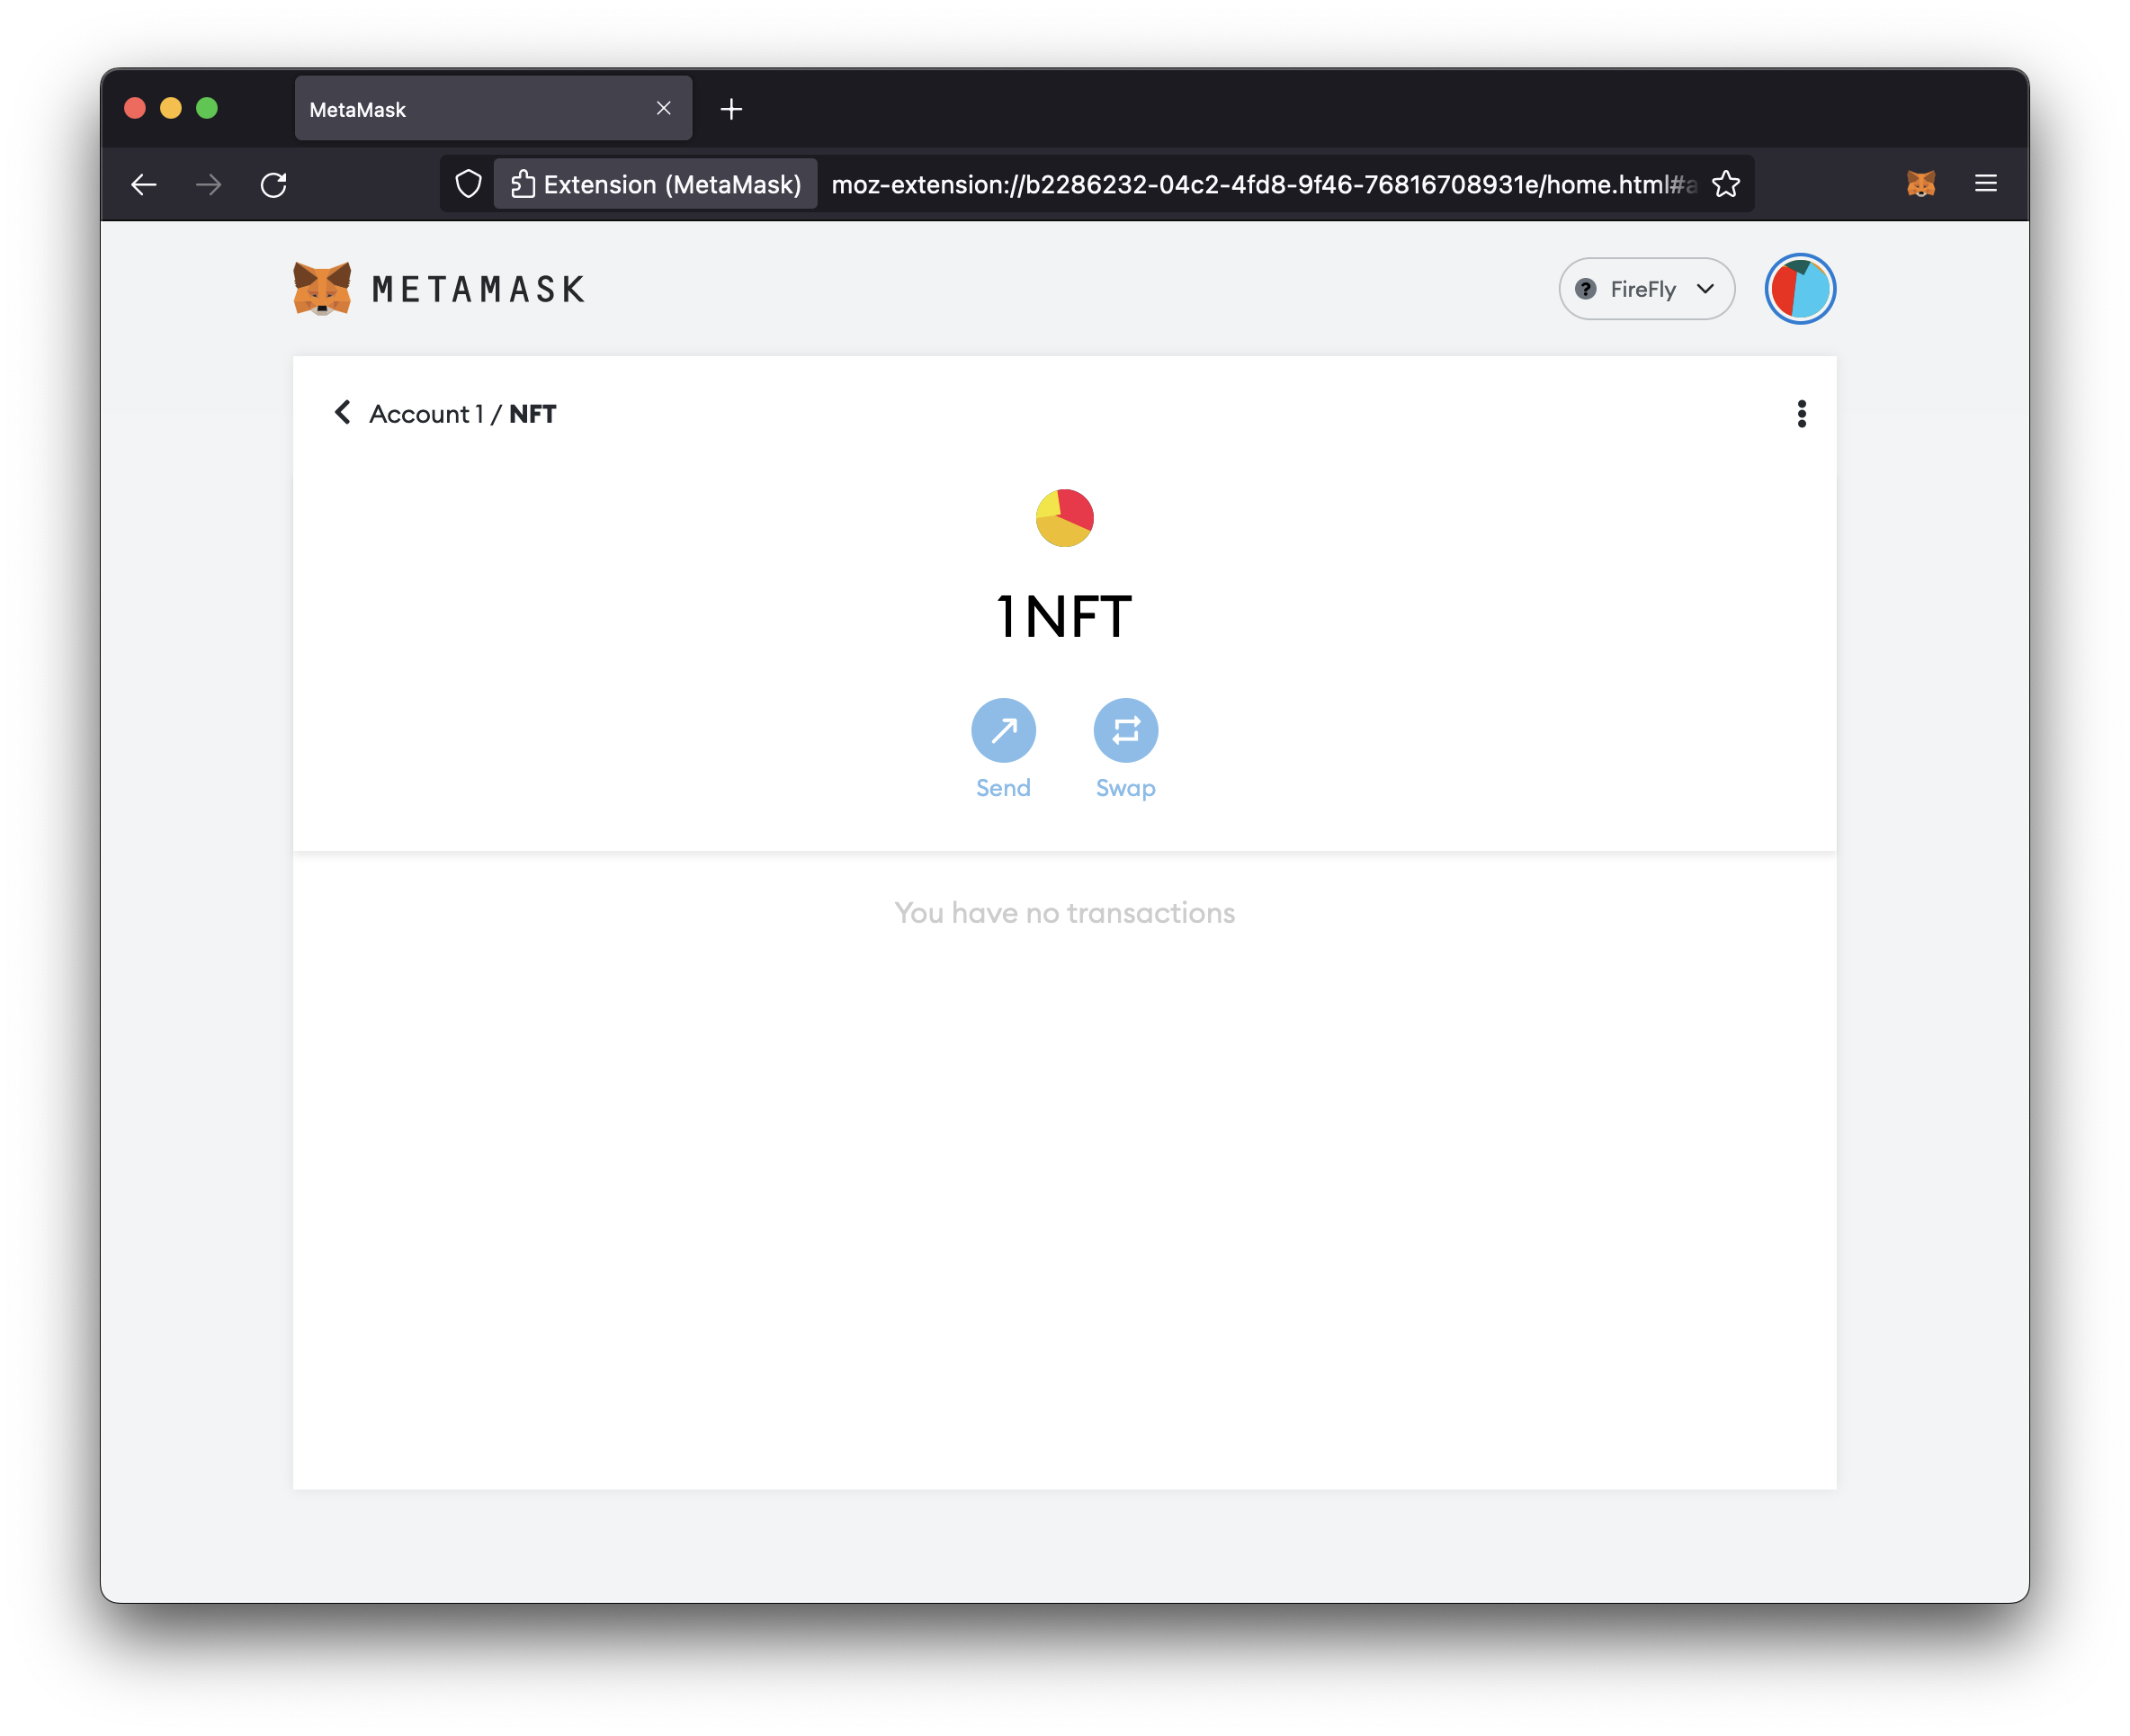 MetaMask
Extension (MetaMask) moz-extension://b2286232-04c2-4fd8-9f46-76816708931e/home.html#a
METAMASK
? FireFly
Account 1 / NFT
1 NFT
Send Swap
You have no transactions